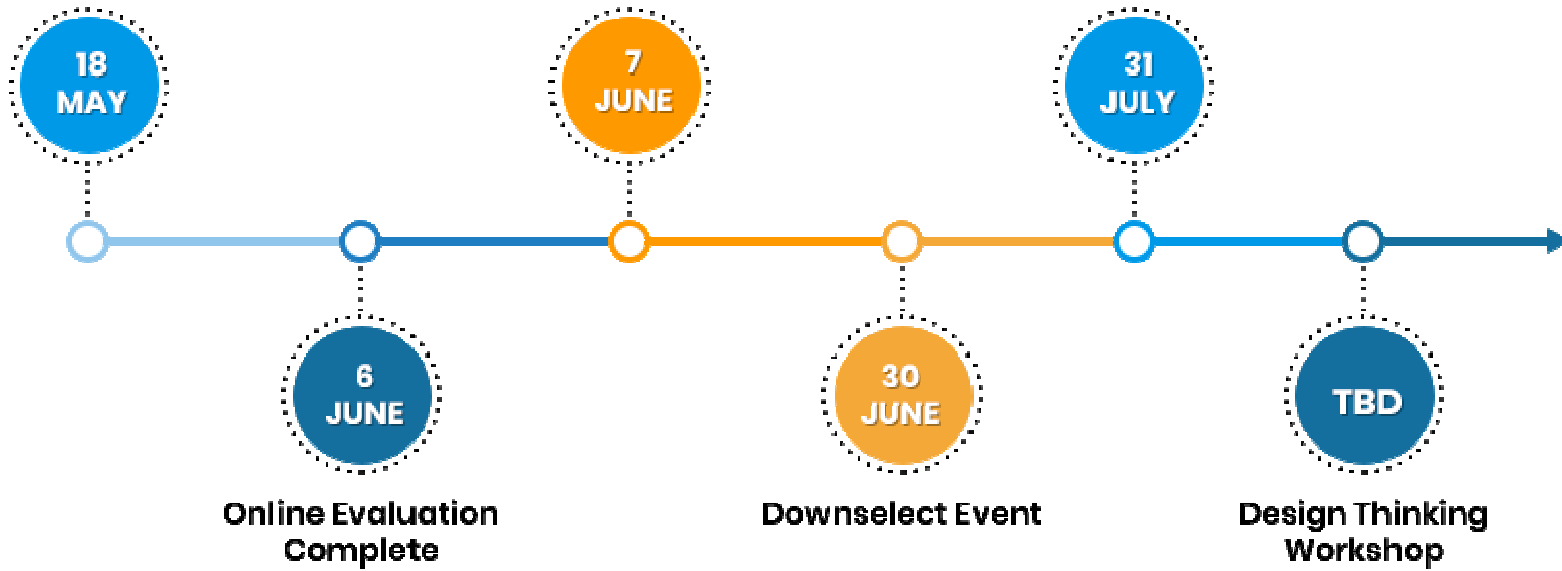 18
MAY
7
JUNE
31
JULY
6
JUNE
30
JUNE
TBD
Online Evaluation
Complete
Downselect Event
Design Thinking
Workshop